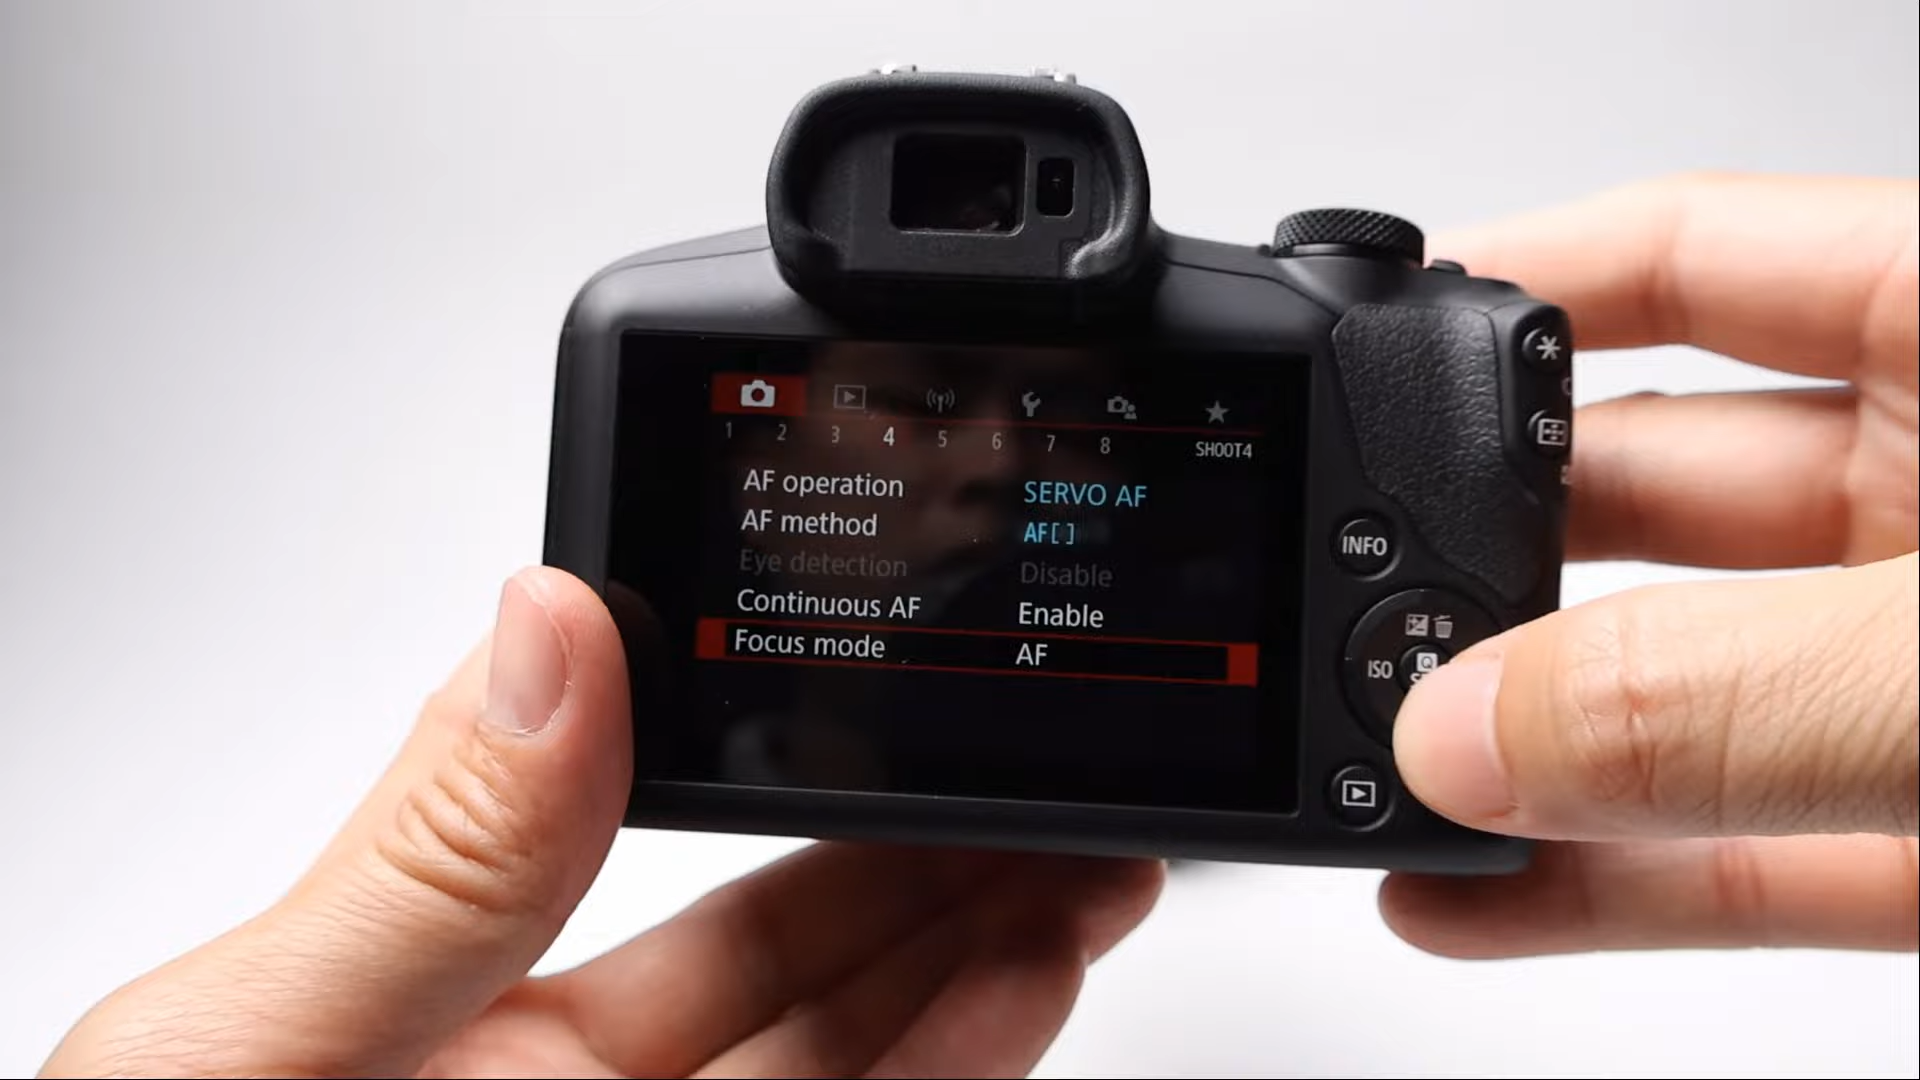 1 2 3 4 5 6 7 8 SHOOT4
AF operation SERVO AF
AF method AF[ ]
Eye detection Disable
Continuous AF Enable
Focus mode AF
INFO
ISO
Q